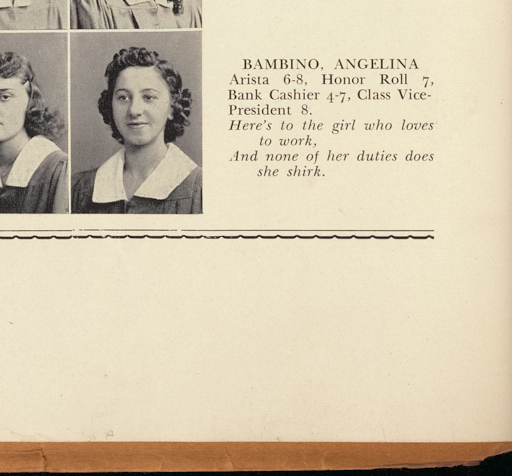 BAMBINO, ANGELINA
Arista 6-8, Honor Roll 7,
Bank Cashier 4-7, Class Vice-
President 8.
Here's to the girl who loves
to work,
And none of her duties does
she shirk.